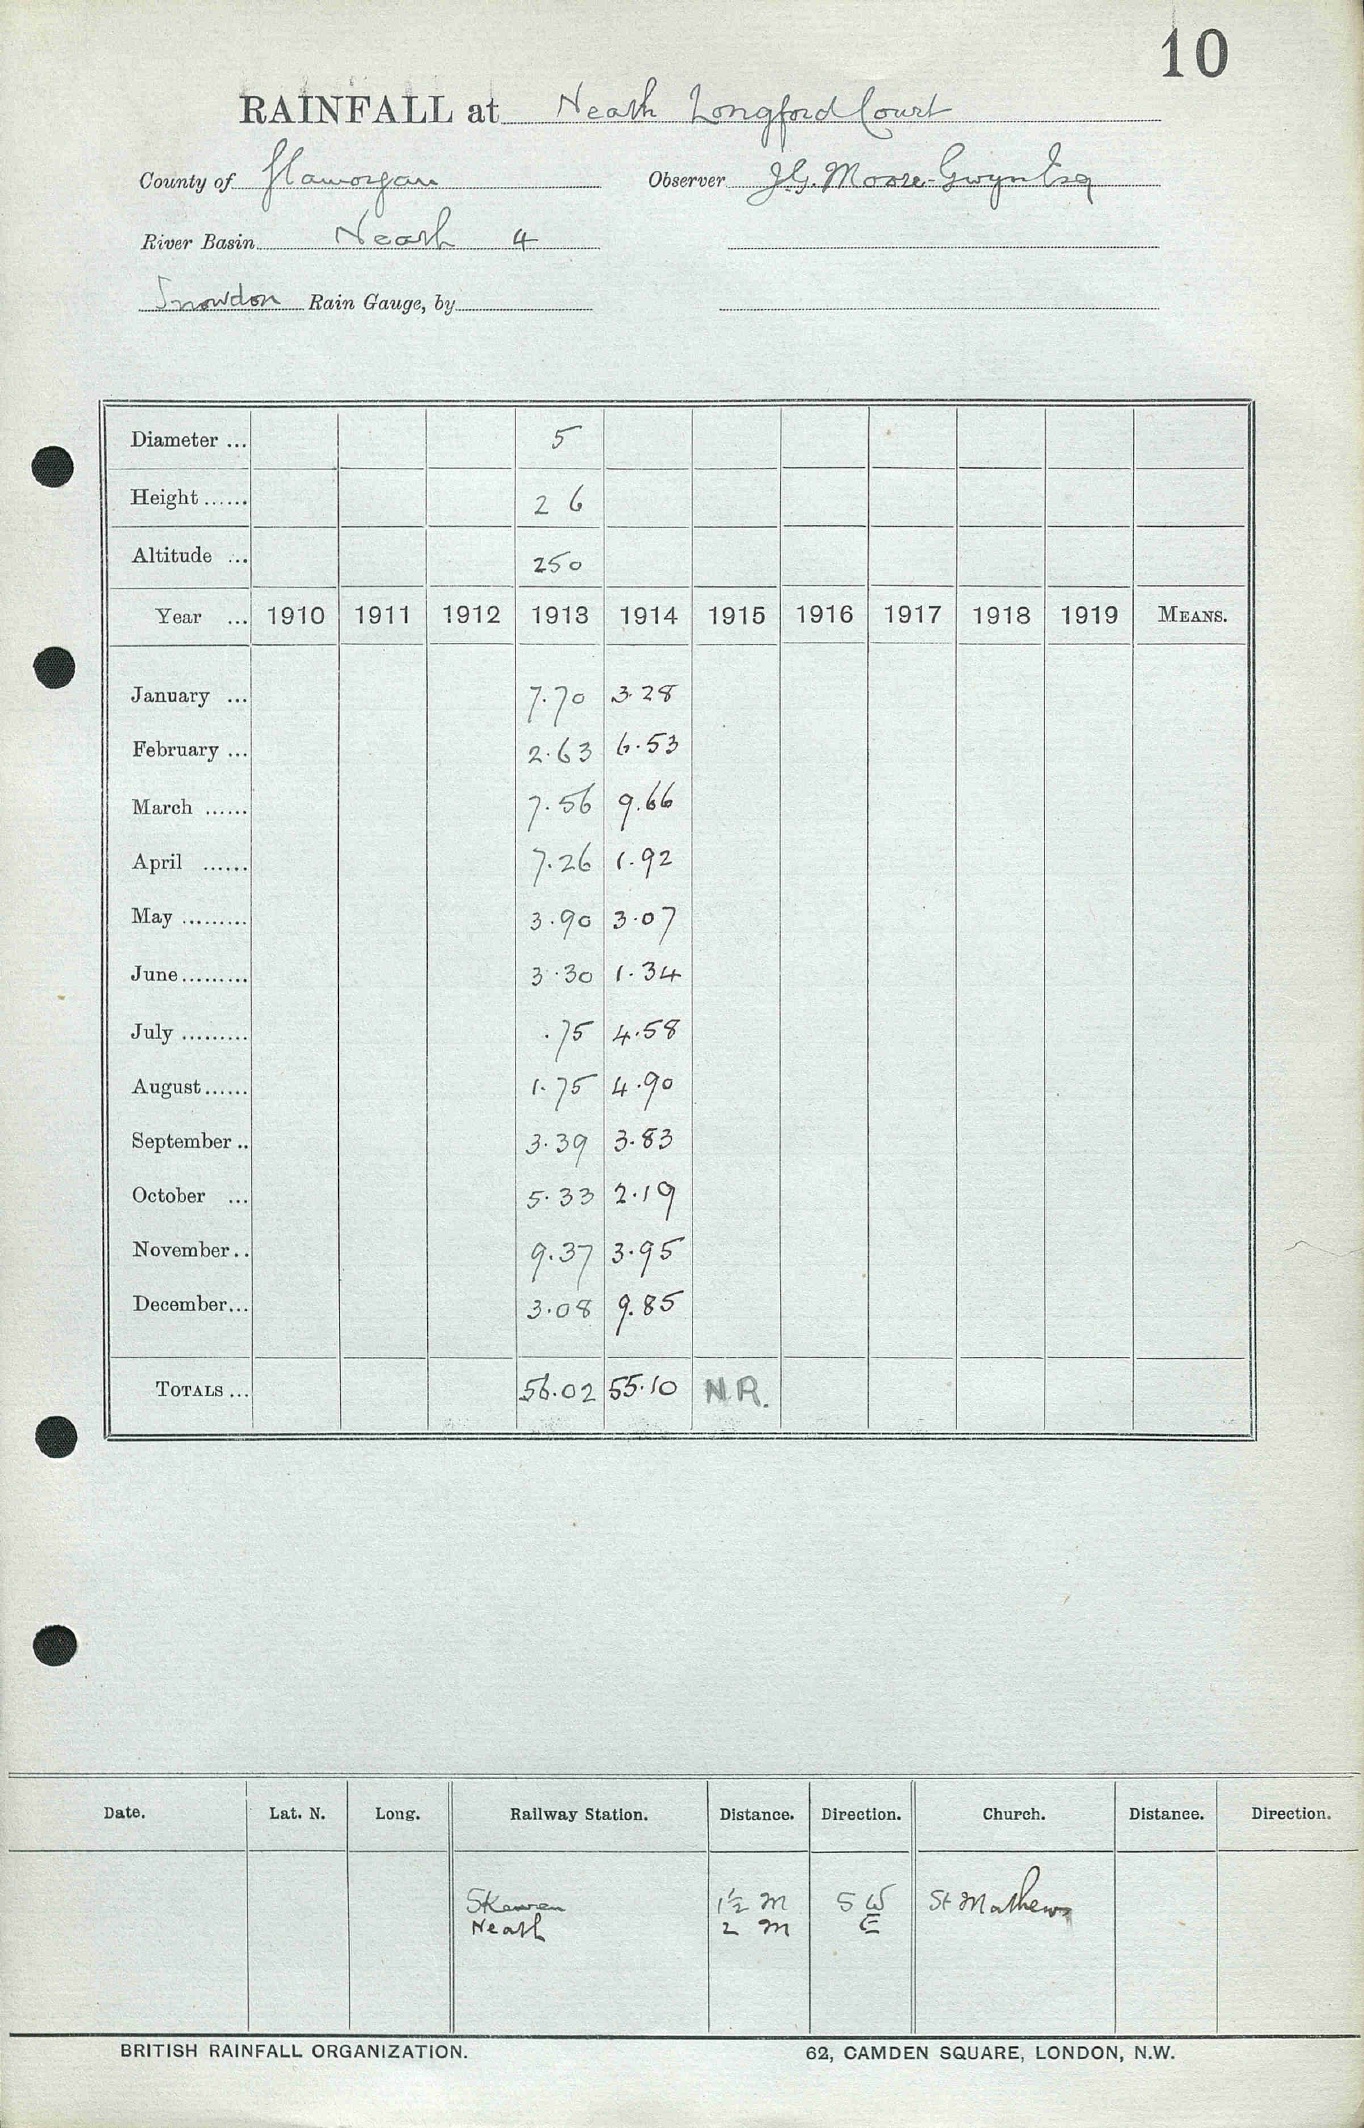 10
RAINFALL at Neath Longford Court
County of Glamorgan Observer J.G. Moore-Gwyn Esq
River Basin Neath 4
Snowdon Rain Gauge, by
Diameter ... 5
Height ...... 2 6
Altitude ... 250
Year ... 1910 1911 1912 1913 1914 1915 1916 1917 1918 1919 MEANS.
January ... 7.70 3.28
February ... 2.63 6.53
March ...... 7.56 9.66
April ...... 7.26 1.92
May ......... 3.90 3.07
June ......... 3.30 1.34
July ......... .75 4.58
August ...... 1.75 4.90
September .. 3.39 3.83
October ... 5.33 2.19
November .. 9.37 3.95
December ... 3.08 9.85
TOTALS ... 56.02 55.10 N.R.
Date. Lat. N. Long. Railway Station. Distance. Direction. Church. Distance. Direction.
Skewen 1½ M S W St Mathews
Neath 2 M E
BRITISH RAINFALL ORGANIZATION. 62, CAMDEN SQUARE, LONDON, N.W.